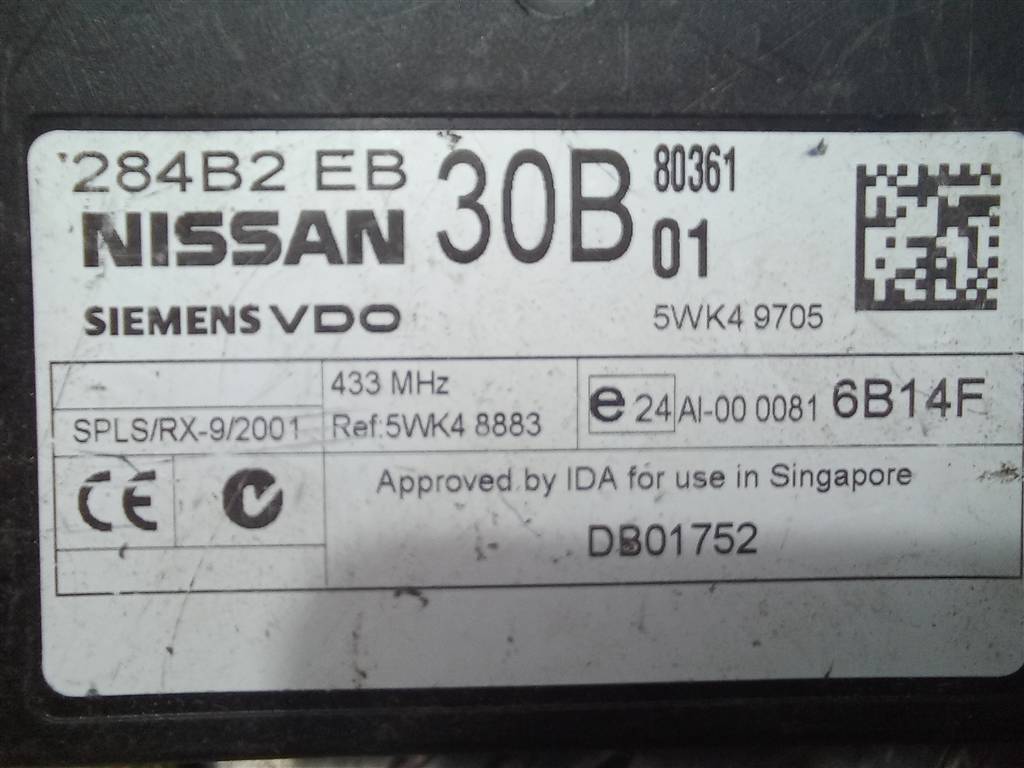 284B2 EB 30B 80361
NISSAN 01
SIEMENS VDO 5WK4 9705
433 MHz
SPLS/RX-9/2001 Ref:5WK4 8883 e 24 AI-00 0081 6B14F
CE Approved by IDA for use in Singapore
DB01752